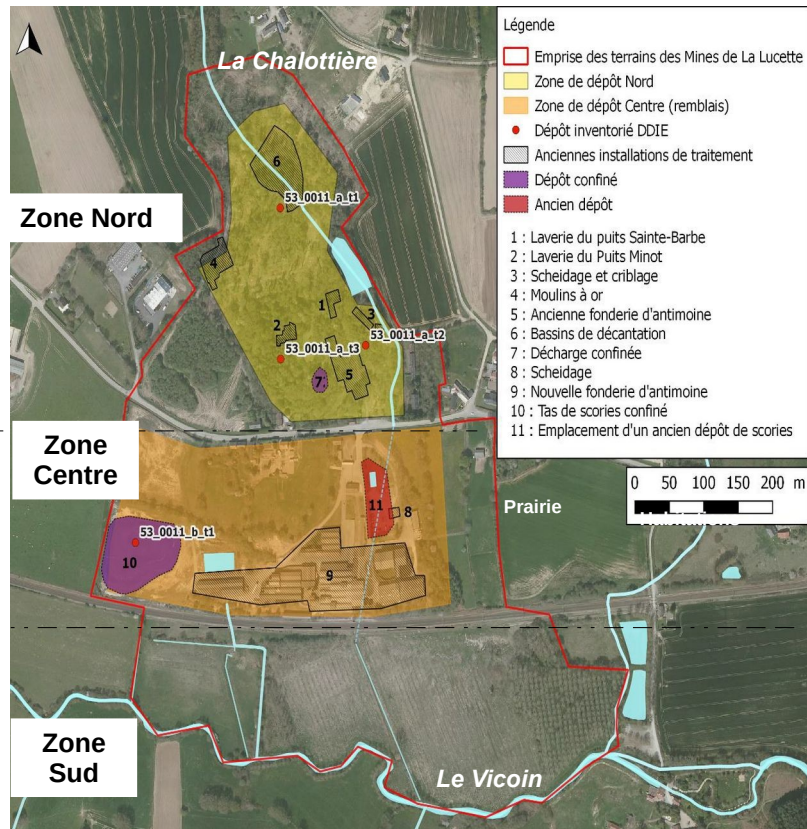 La Chalottière
Zone Nord
6
53_0011_a_t1
4
1
2
3
53_0011_a_t2
53_0011_a_t3
7
5
Zone
Centre
11
8
53_0011_b_t1
10
9
Prairie
Zone
Sud
Le Vicoin
Légende
Emprise des terrains des Mines de La Lucette
Zone de dépôt Nord
Zone de dépôt Centre (remblais)
Dépôt inventorié DDIE
Anciennes installations de traitement
Dépôt confiné
Ancien dépôt
1 : Laverie du puits Sainte-Barbe
2 : Laverie du Puits Minot
3 : Scheidage et criblage
4 : Moulins à or
5 : Ancienne fonderie d'antimoine
6 : Bassins de décantation
7 : Décharge confinée
8 : Scheidage
9 : Nouvelle fonderie d'antimoine
10 : Tas de scories confiné
11 : Emplacement d'un ancien dépôt de scories
0 50 100 150 200 m